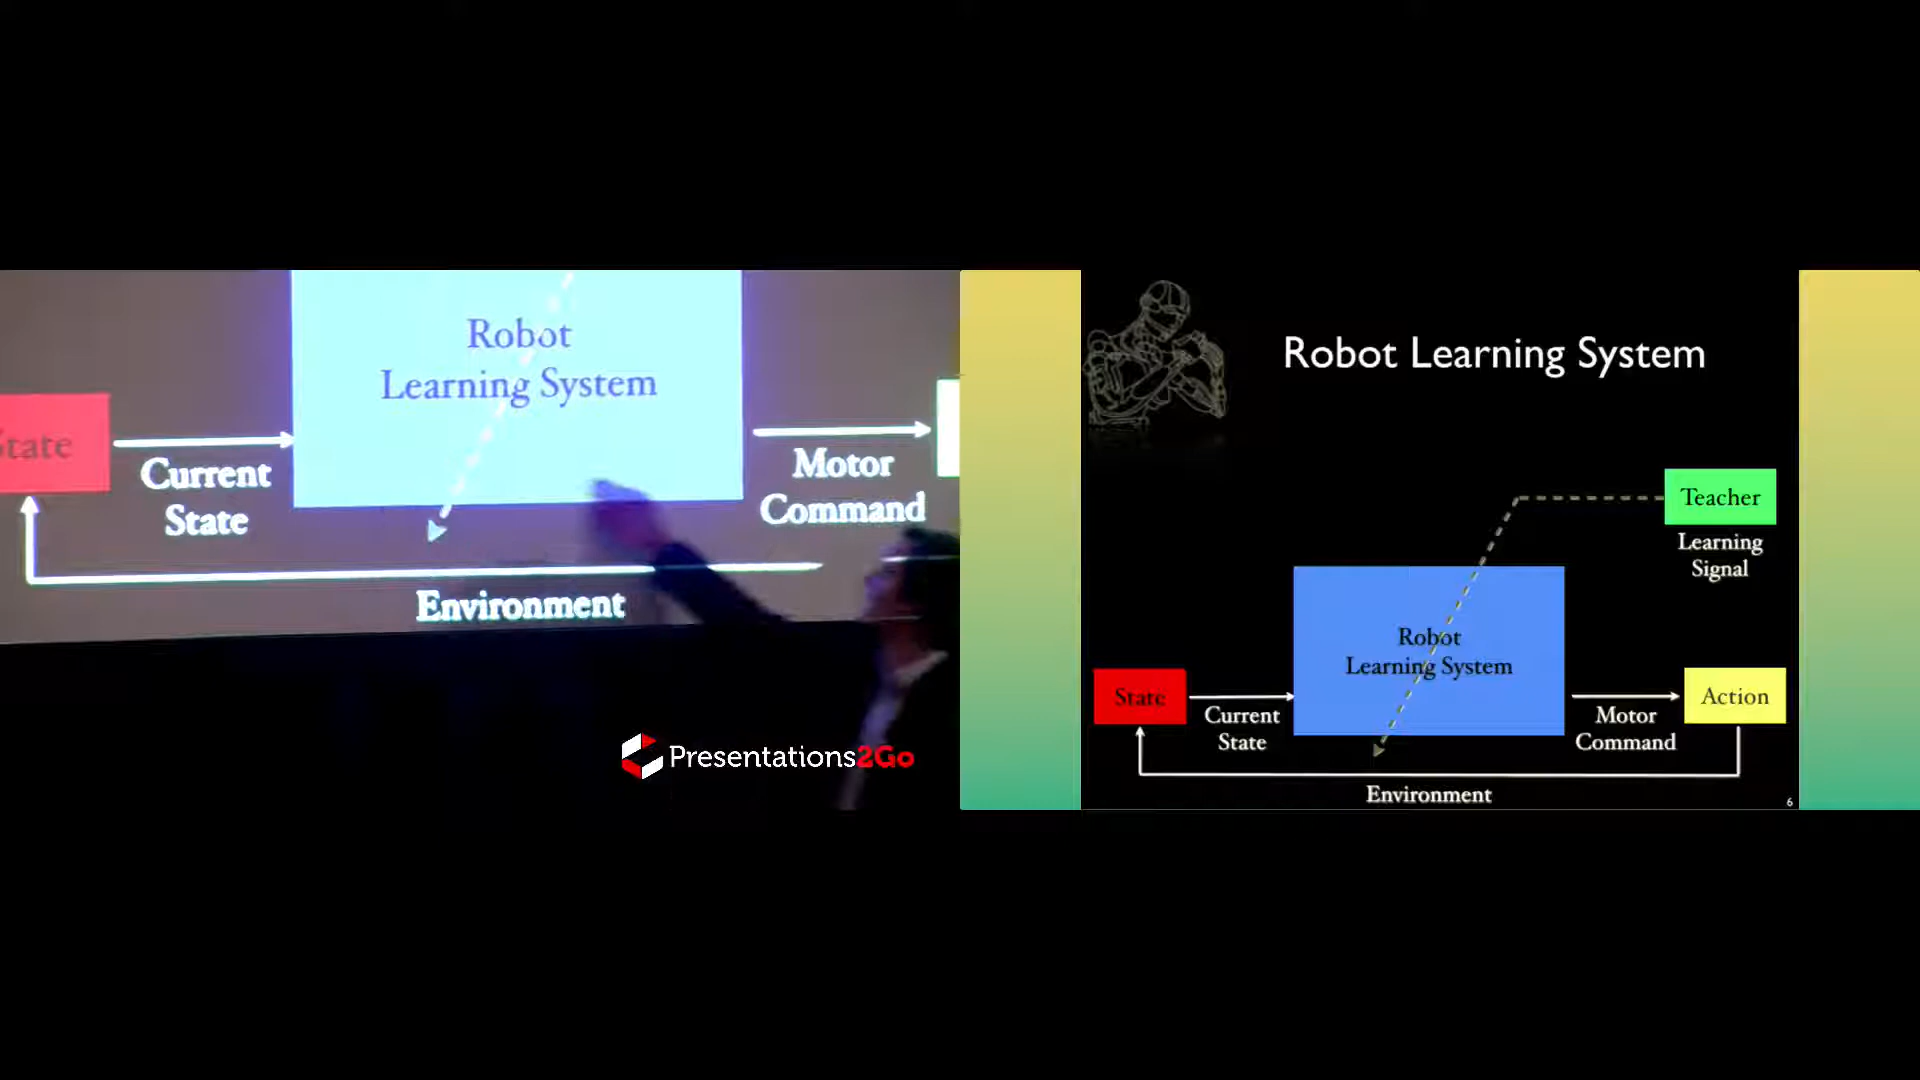 Robot
Learning System
State
Current
State
Motor
Command
Environment
Presentations2Go
Robot Learning System
Teacher
Learning
Signal
Robot
Learning System
State
Current
State
Motor
Command
Action
Environment
6